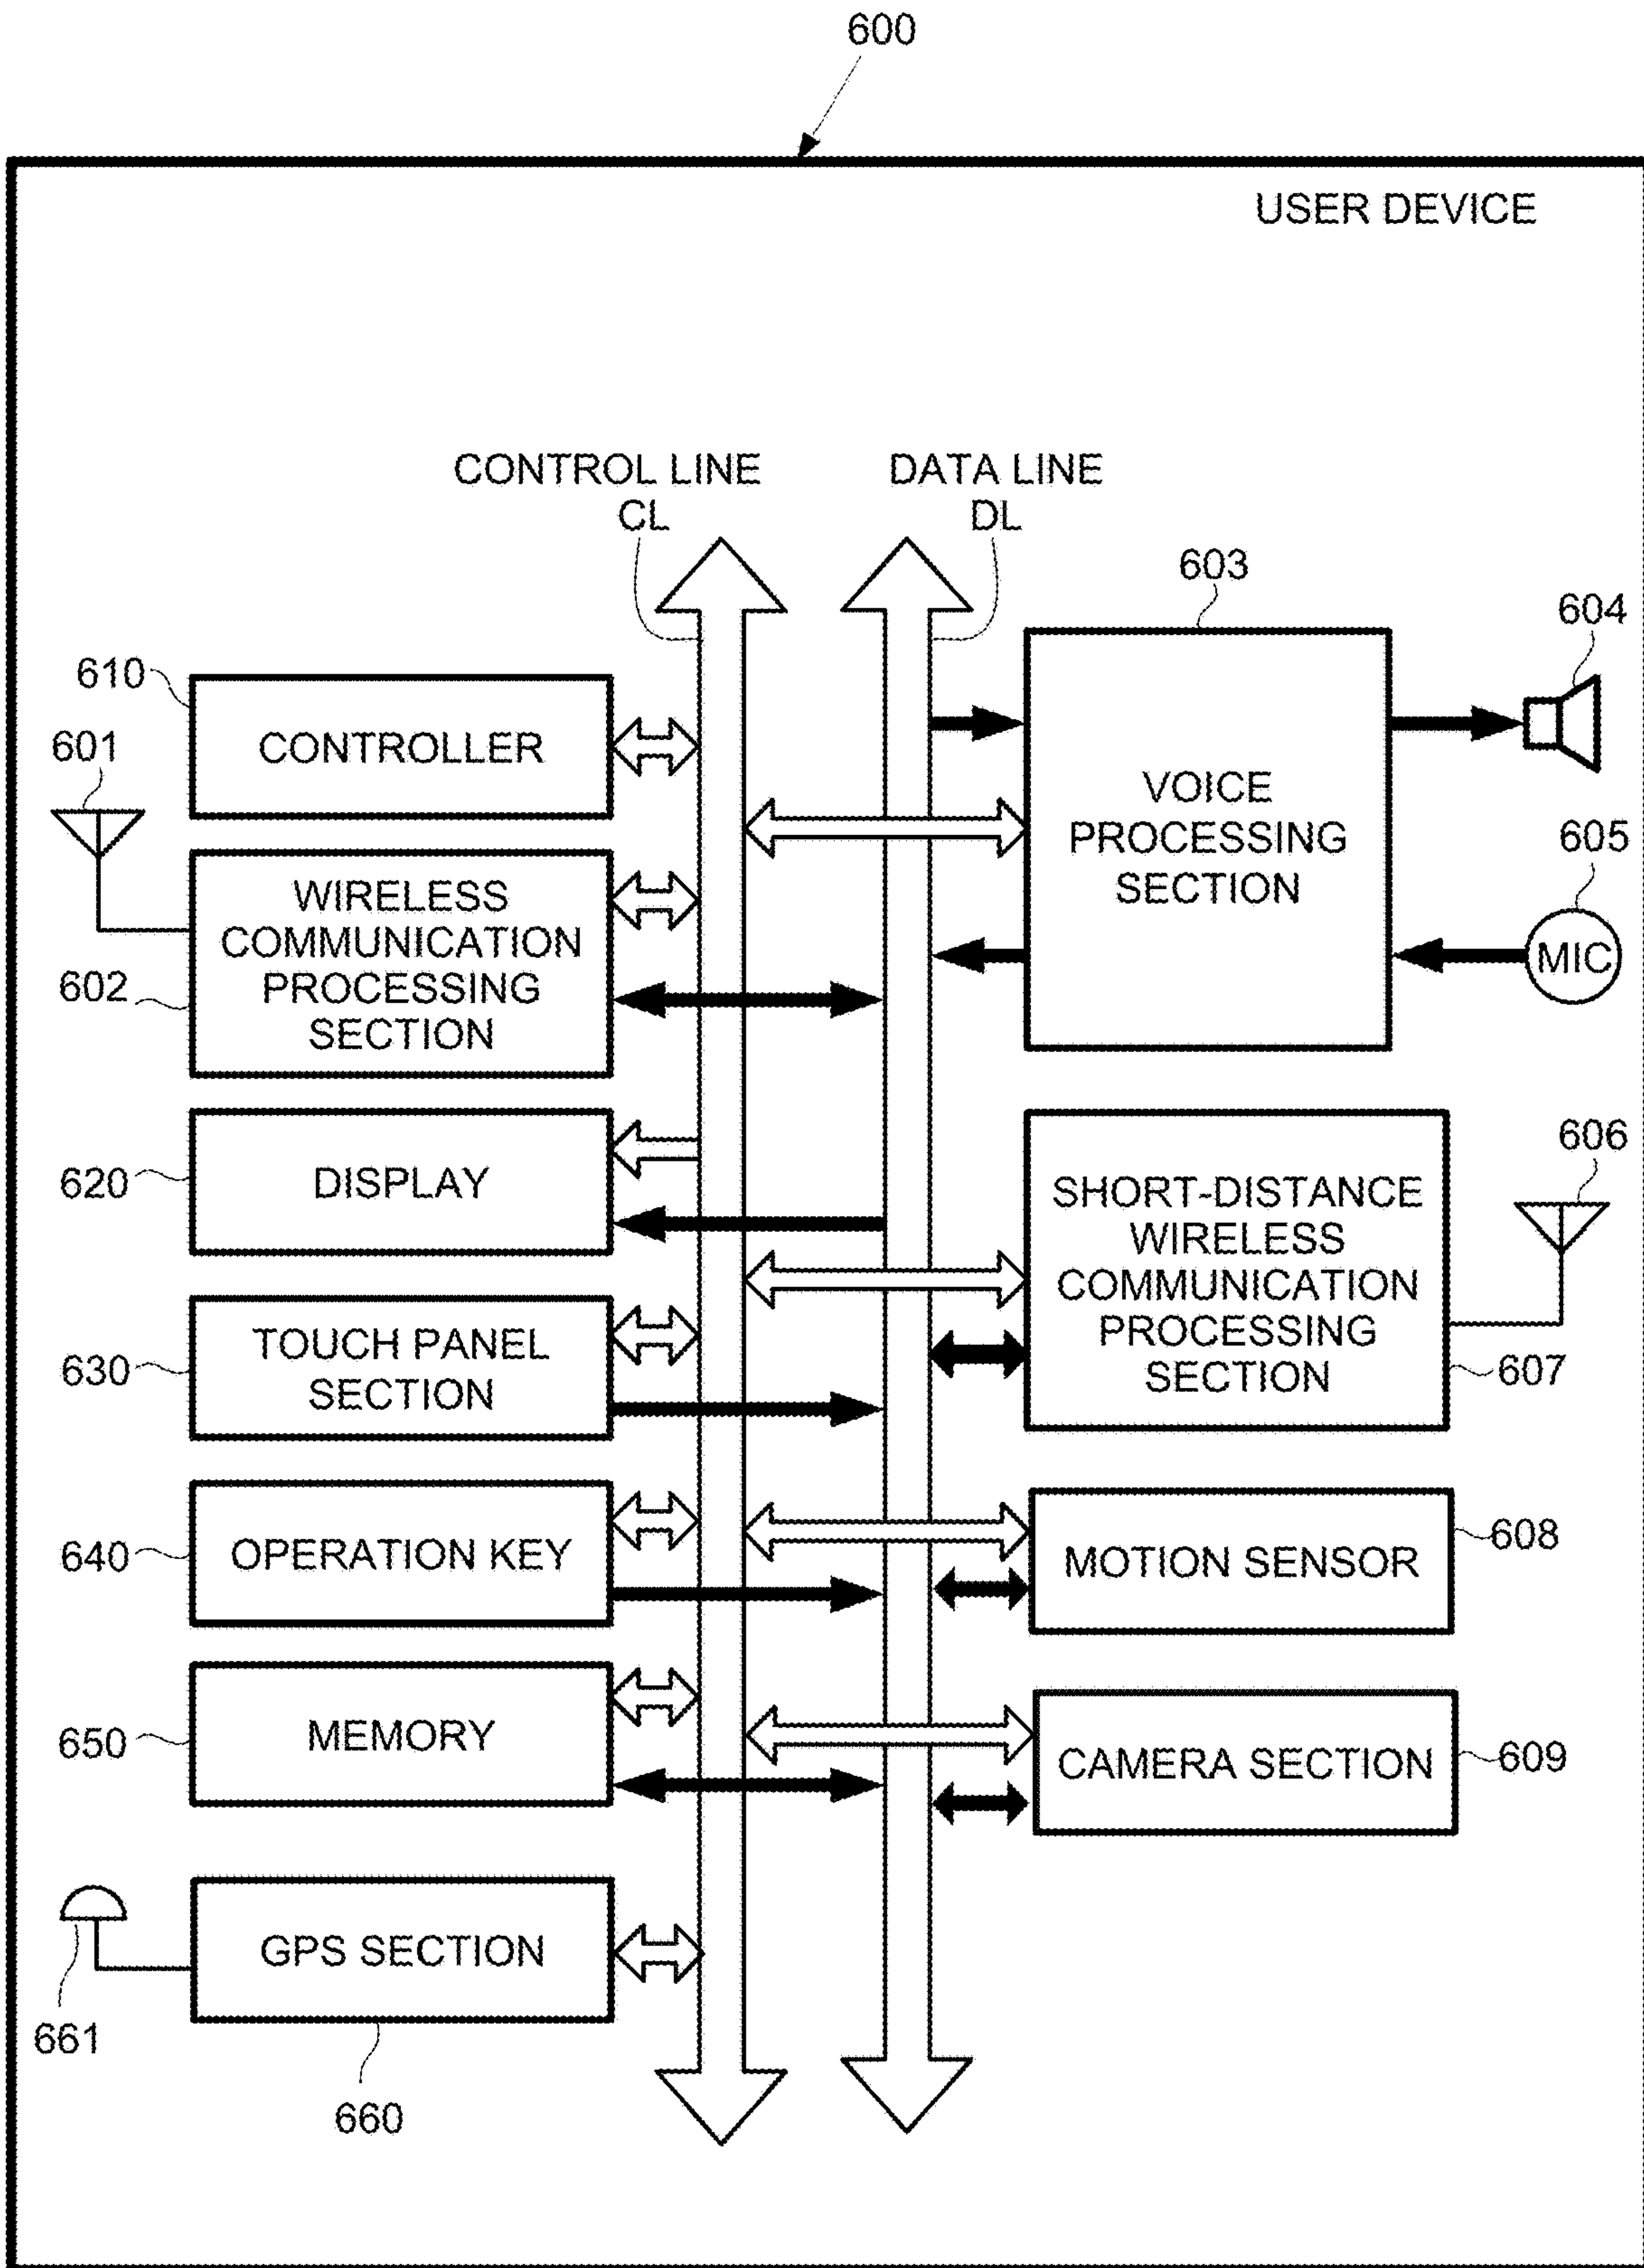 600
USER DEVICE
CONTROL LINE
CL
DATA LINE
DL
603
604
610
CONTROLLER
601
VOICE
PROCESSING
SECTION
605
MIC
WIRELESS
COMMUNICATION
PROCESSING
SECTION
602
606
620
DISPLAY
SHORT-DISTANCE
WIRELESS
COMMUNICATION
PROCESSING
SECTION
607
630
TOUCH PANEL
SECTION
640
OPERATION KEY
MOTION SENSOR
608
650
MEMORY
CAMERA SECTION
609
GPS SECTION
661
660